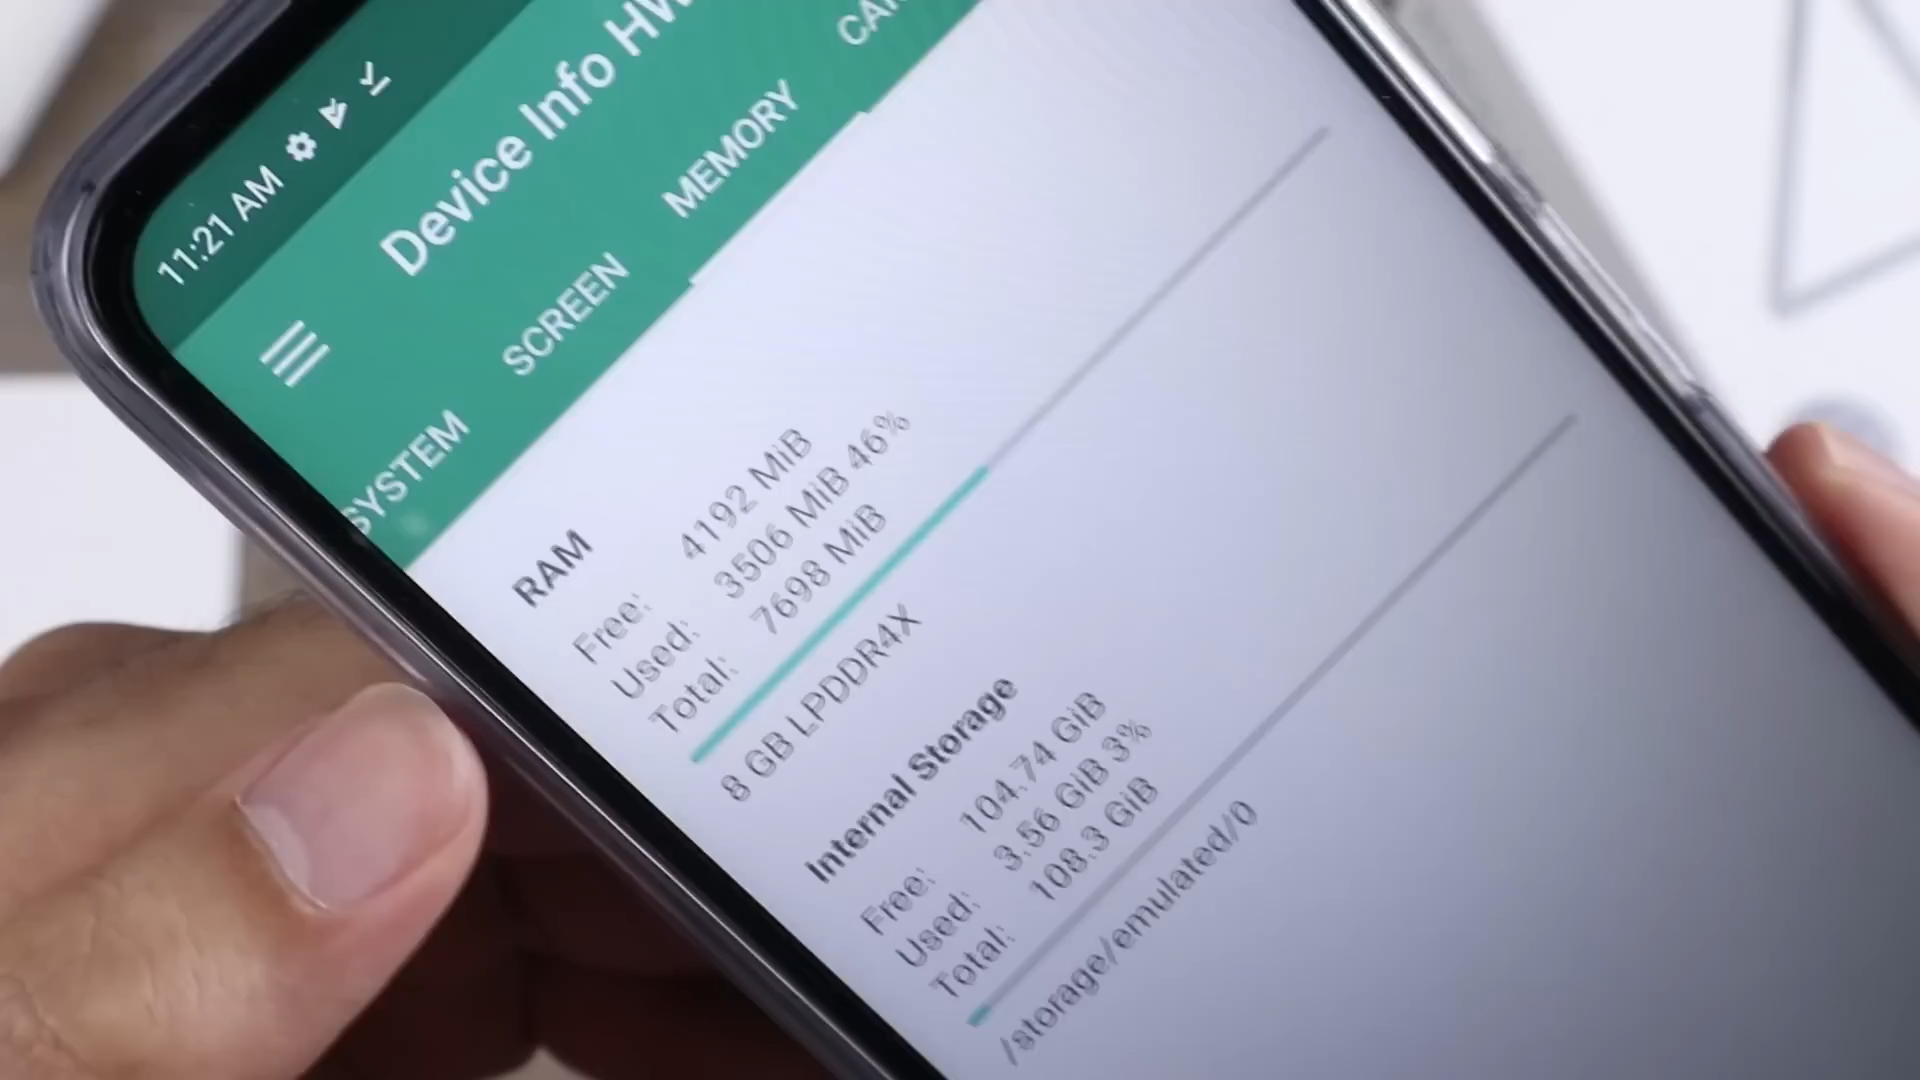 11:21 AM
Device Info HW
SYSTEM SCREEN MEMORY
RAM
Free: 4192 MiB
Used: 3506 MiB 46%
Total: 7698 MiB
8 GB LPDDR4X
Internal Storage
Free: 104.74 GiB
Used: 3.56 GiB 3%
Total: 108.3 GiB
/storage/emulated/0